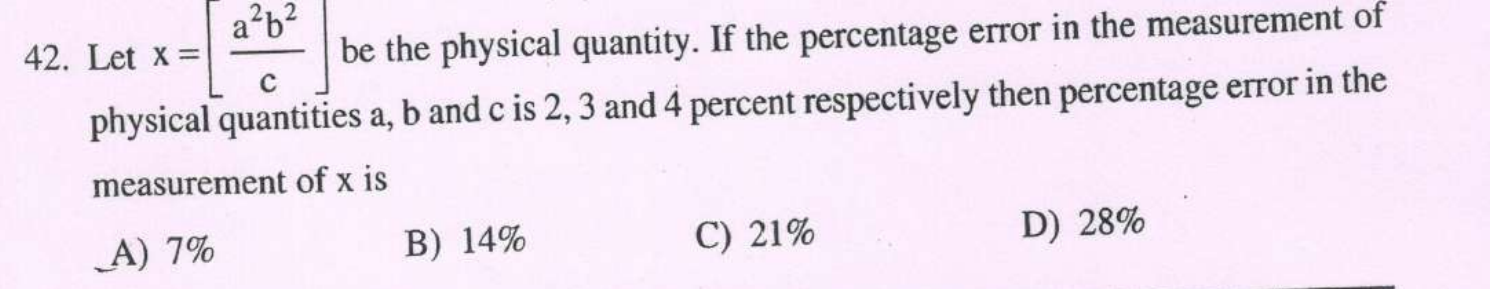 42. Let x = [a²b²/c] be the physical quantity. If the percentage error in the measurement of
physical quantities a, b and c is 2, 3 and 4 percent respectively then percentage error in the
measurement of x is
A) 7% B) 14% C) 21% D) 28%